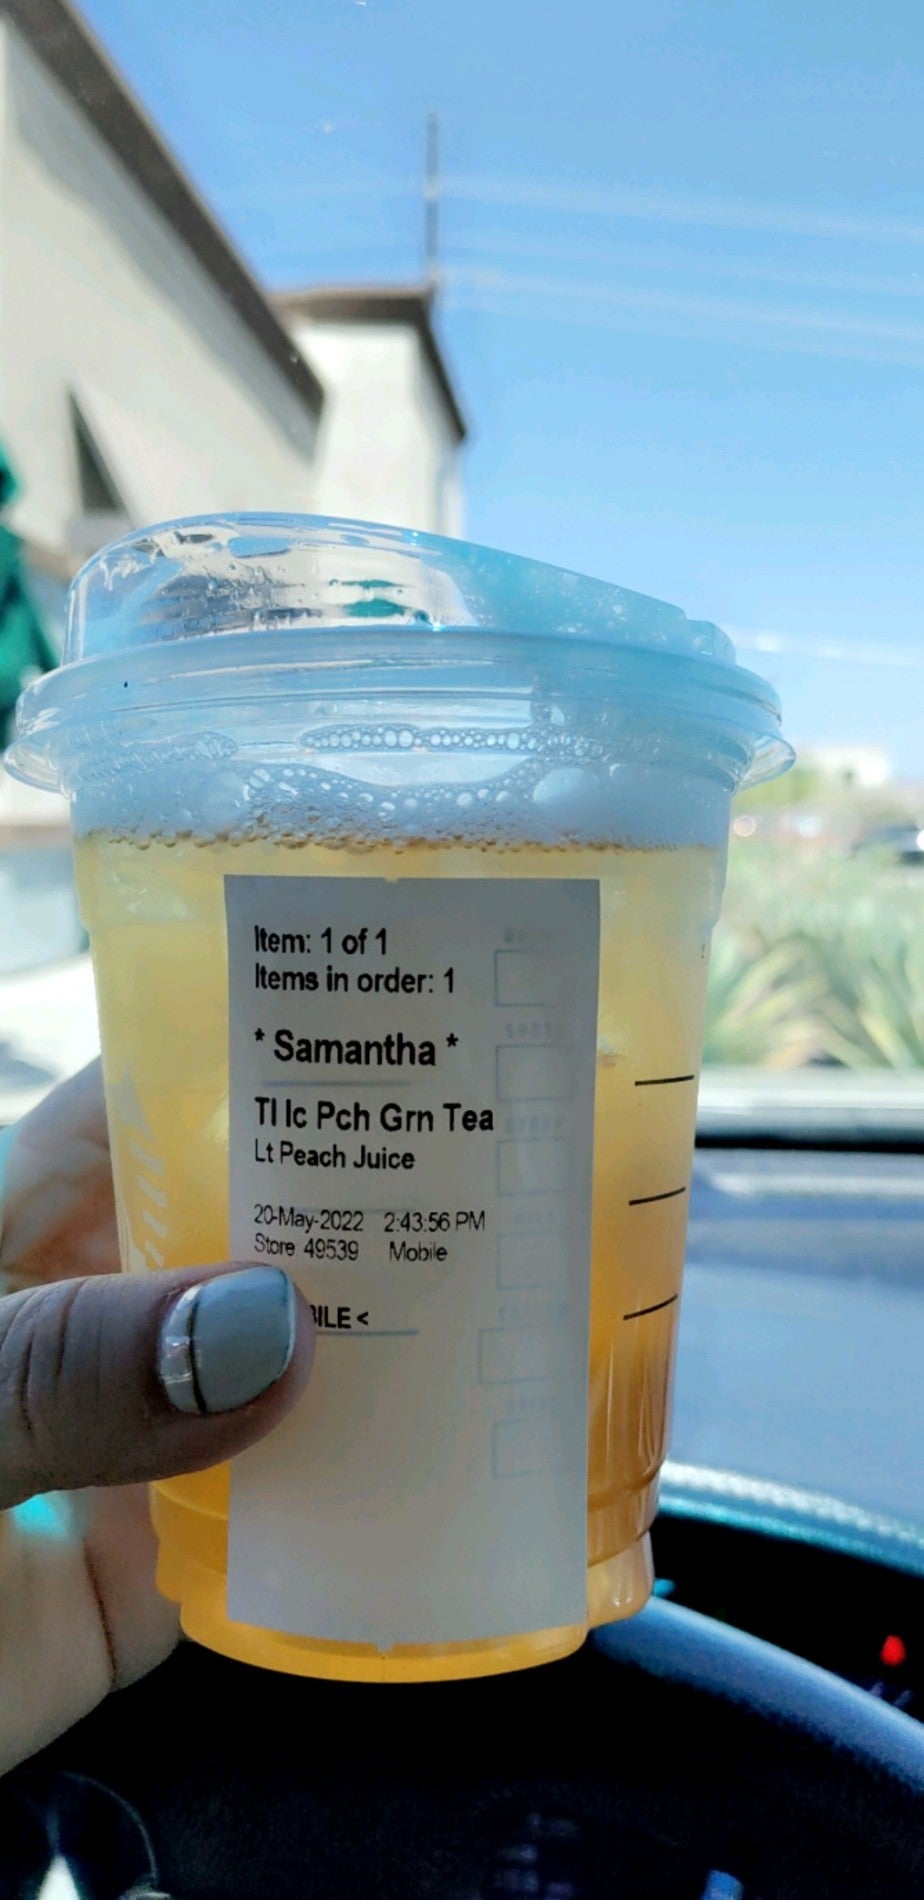 Item: 1 of 1
Items in order: 1
* Samantha *
Tl Ic Pch Grn Tea
Lt Peach Juice
20-May-2022 2:43:56 PM
Store 49539 Mobile
BILE <